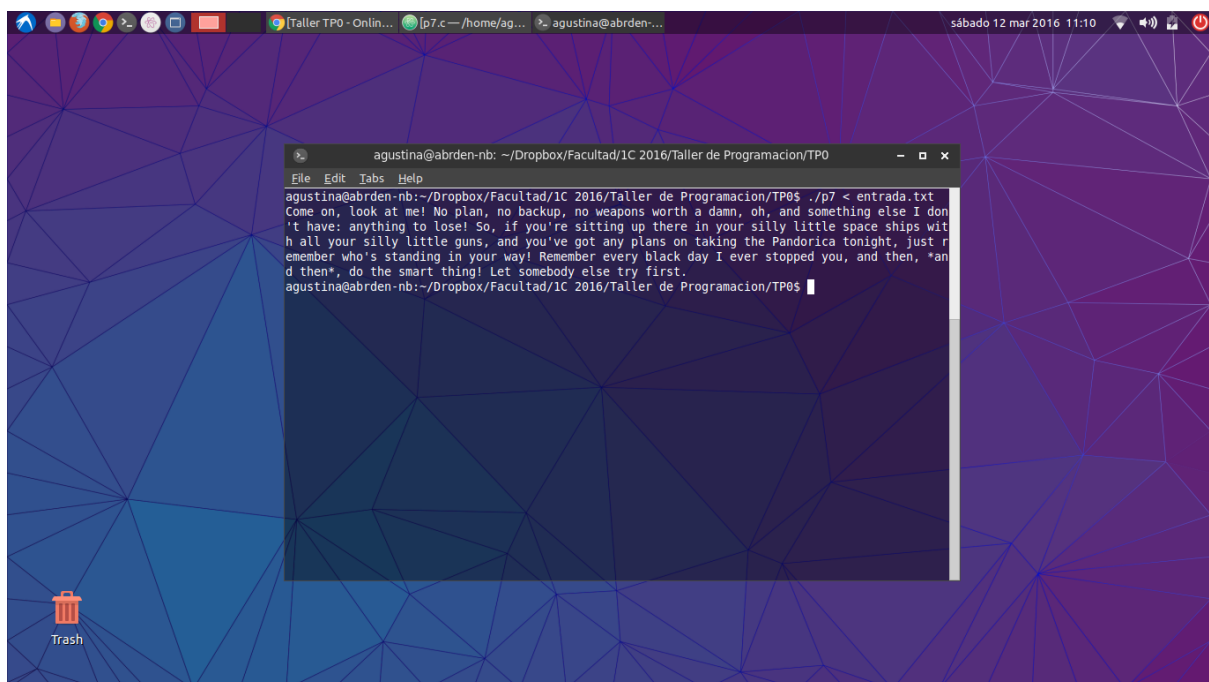 [Taller TP0 - Onlin...
[p7.c — /home/ag...
agustina@abrden-...
sábado 12 mar 2016 11:10
agustina@abrden-nb: ~/Dropbox/Facultad/1C 2016/Taller de Programacion/TP0
File Edit Tabs Help
agustina@abrden-nb:~/Dropbox/Facultad/1C 2016/Taller de Programacion/TP0$ ./p7 < entrada.txt
Come on, look at me! No plan, no backup, no weapons worth a damn, oh, and something else I don
't have: anything to lose! So, if you're sitting up there in your silly little space ships wit
h all your silly little guns, and you've got any plans on taking the Pandorica tonight, just r
emember who's standing in your way! Remember every black day I ever stopped you, and then, *an
d then*, do the smart thing! Let somebody else try first.
agustina@abrden-nb:~/Dropbox/Facultad/1C 2016/Taller de Programacion/TP0$
Trash